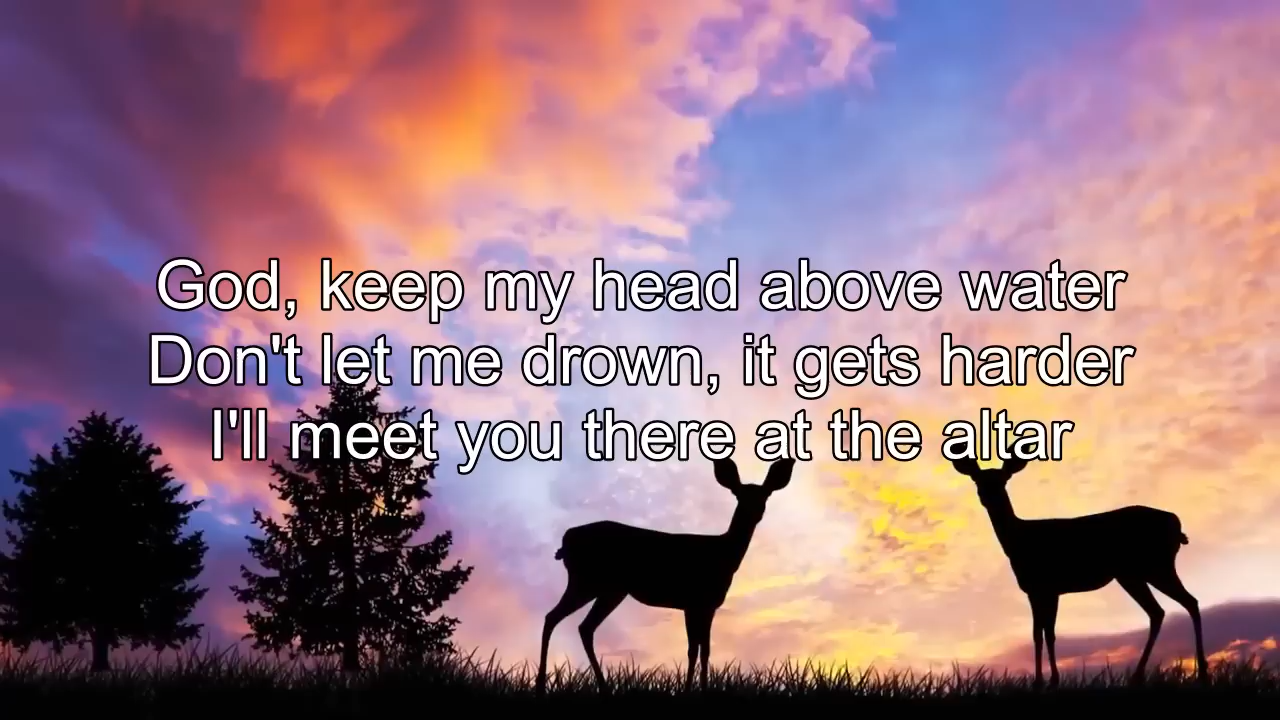 God, keep my head above water
Don't let me drown, it gets harder
I'll meet you there at the altar